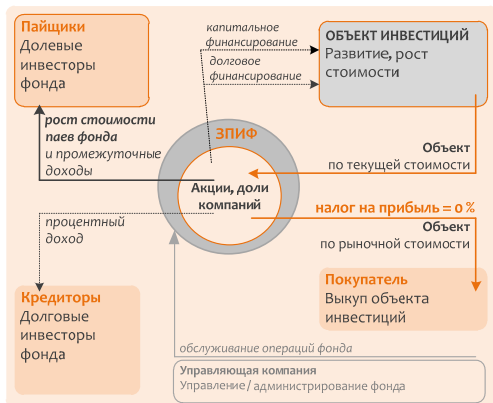 Пайщики
Долевые
инвесторы
фонда
капитальное
финансирование
долговое
финансирование
ОБЪЕКТ ИНВЕСТИЦИЙ
Развитие, рост
стоимости
рост стоимости
паев фонда
и промежуточные
доходы
ЗПИФ
Акции, доли
компаний
Объект
по текущей стоимости
налог на прибыль = 0 %
Объект
по рыночной стоимости
процентный
доход
Кредиторы
Долговые
инвесторы
фонда
Покупатель
Выкуп объекта
инвестиций
обслуживание операций фонда
Управляющая компания
Управление / администрирование фонда